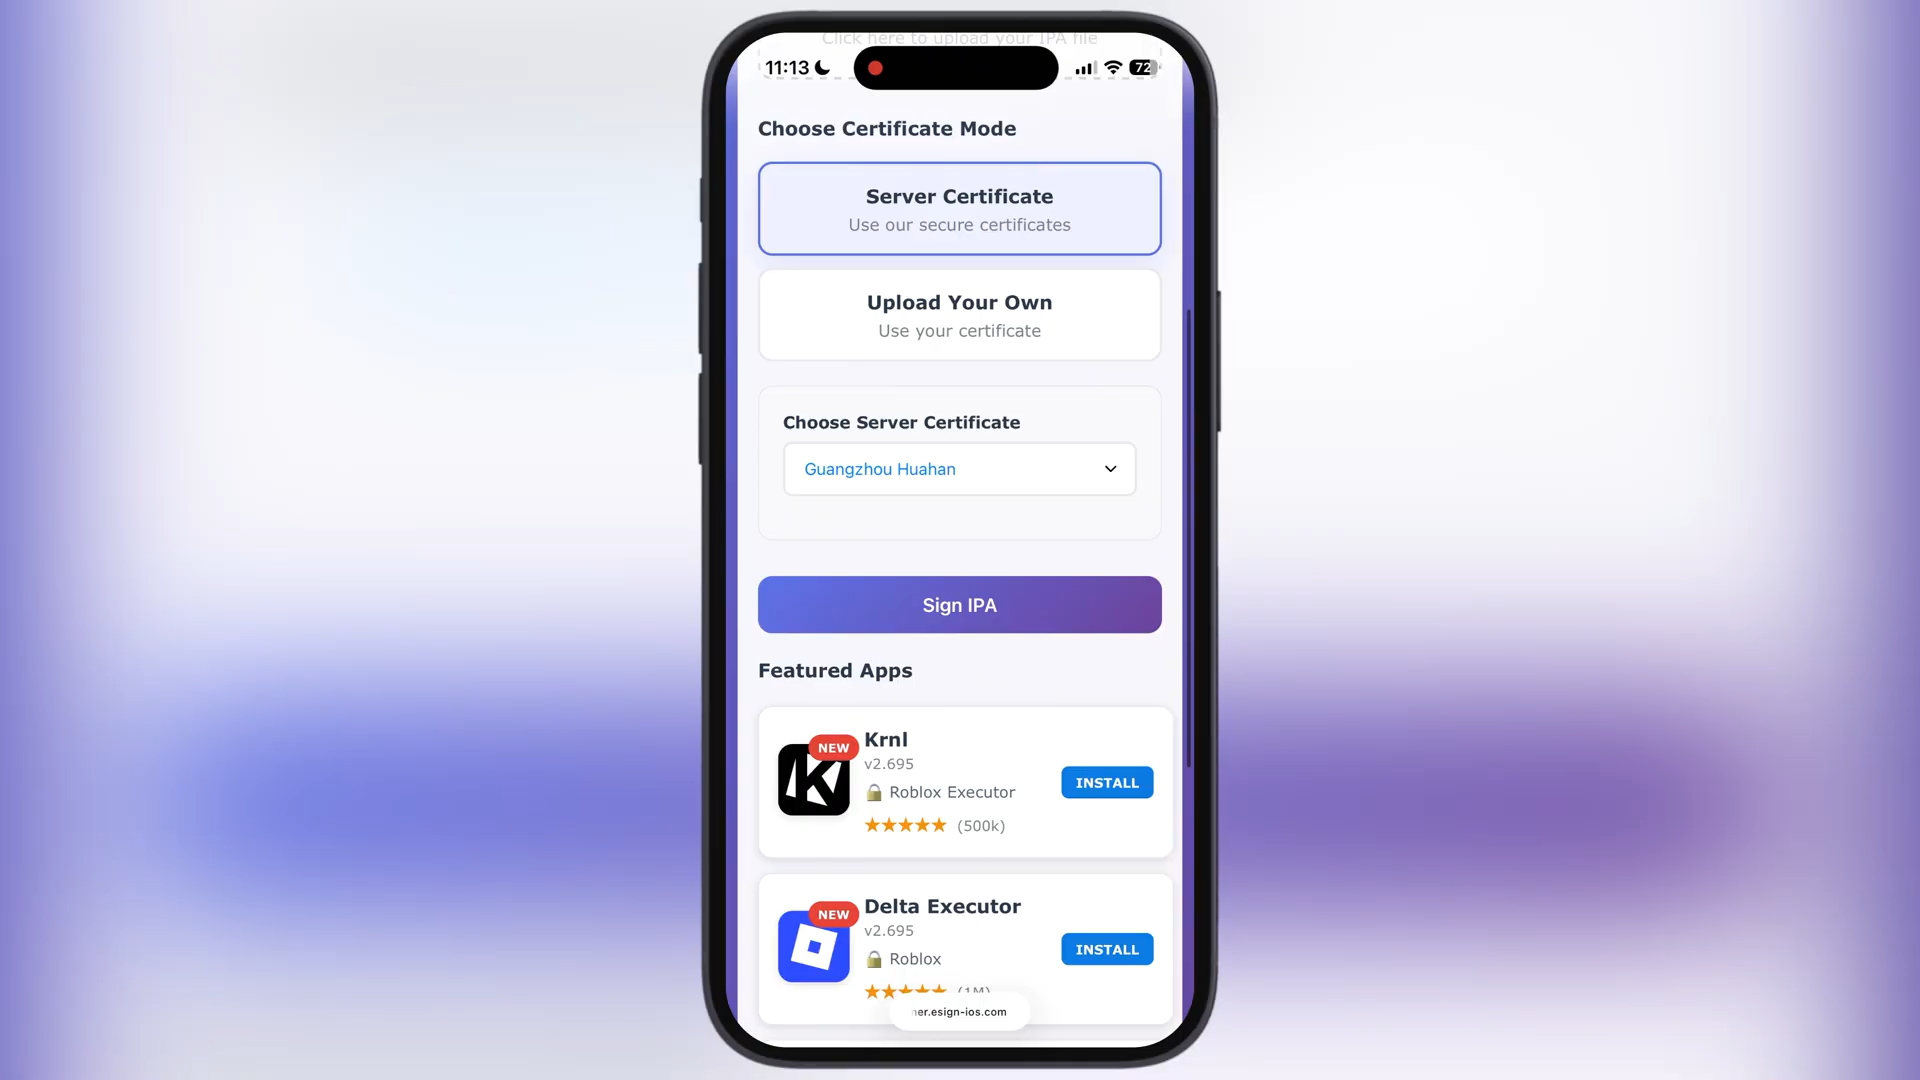 Click here to upload your IPA file
11:13
72
Choose Certificate Mode
Server Certificate
Use our secure certificates
Upload Your Own
Use your certificate
Choose Server Certificate
Guangzhou Huahan
Sign IPA
Featured Apps
NEW
Krnl
v2.695
Roblox Executor
★★★★★ (500k)
INSTALL
NEW
Delta Executor
v2.695
Roblox
★★★★★ (1M)
INSTALL
ner.esign-ios.com